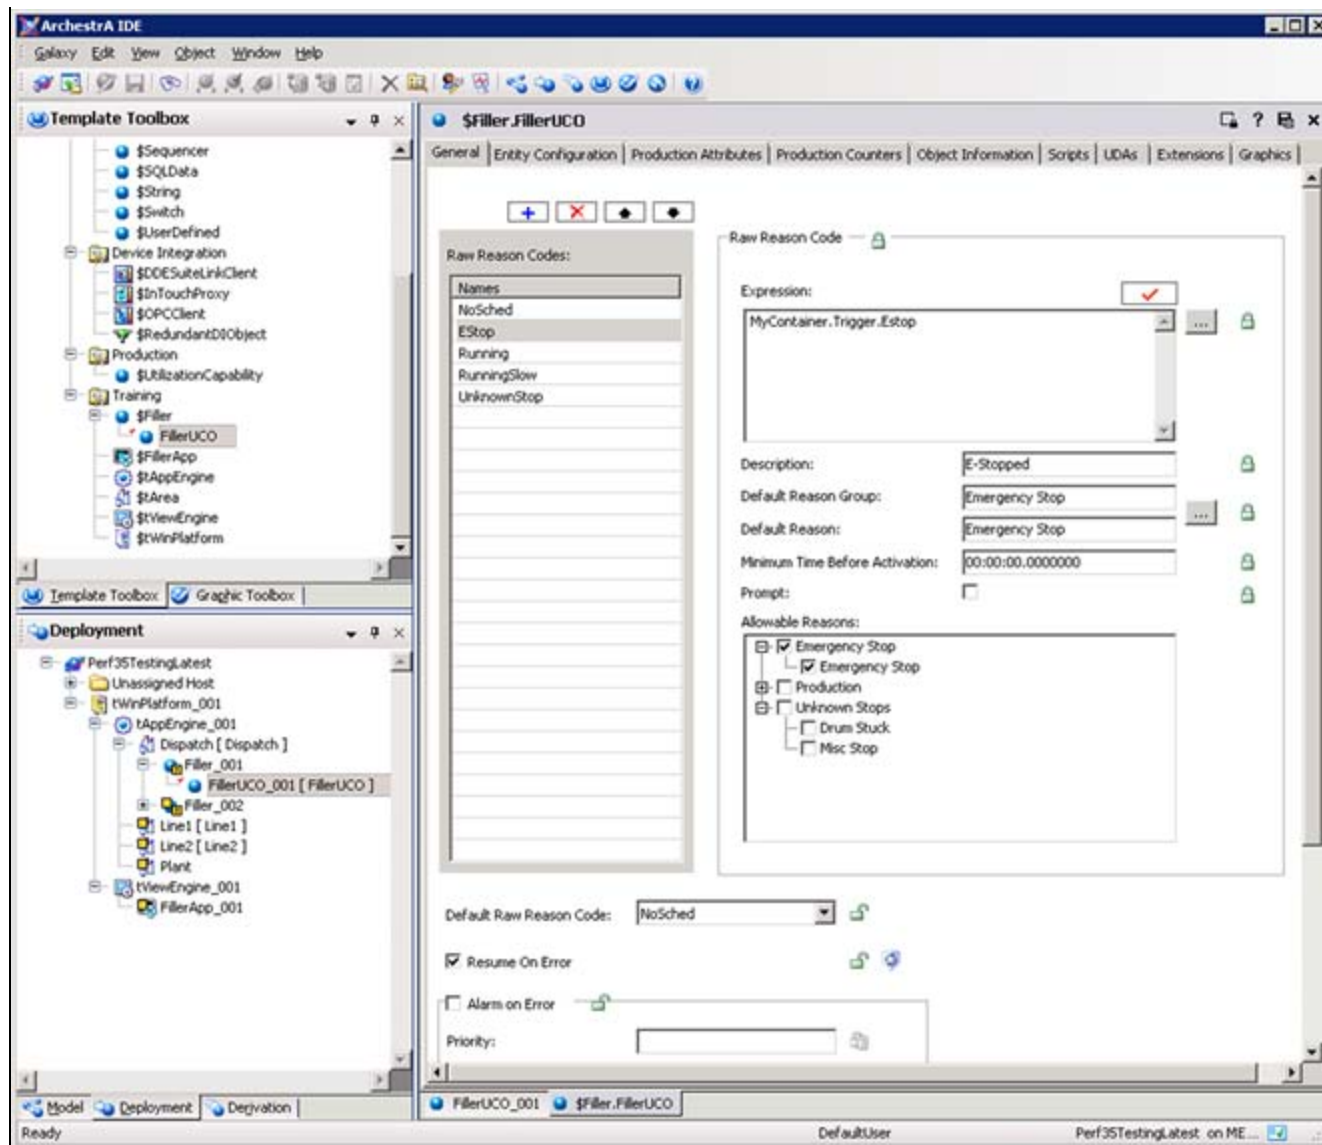 ArchestrA IDE
Galaxy Edit View Object Window Help
Template Toolbox
$Sequencer
$SQLData
$String
$Switch
$UserDefined
Device Integration
$DDESuiteLinkClient
$InTouchProxy
$OPCClient
$RedundantDIObject
Production
$UtilizationCapability
Training
$Filler
FillerUCO
$FillerApp
$tAppEngine
$tArea
$tViewEngine
$tWinPlatform
Template Toolbox Graphic Toolbox
Deployment
Perf35TestingLatest
Unassigned Host
tWinPlatform_001
tAppEngine_001
Dispatch [ Dispatch ]
Filler_001
FillerUCO_001 [ FillerUCO ]
Filler_002
Line1 [ Line1 ]
Line2 [ Line2 ]
Plant
tViewEngine_001
FillerApp_001
Model Deployment Derivation
$Filler.FillerUCO
General Entity Configuration Production Attributes Production Counters Object Information Scripts UDAs Extensions Graphics
Raw Reason Codes:
Names
NoSched
EStop
Running
RunningSlow
UnknownStop
Raw Reason Code
Expression:
MyContainer.Trigger.Estop
...
Description: E-Stopped
Default Reason Group: Emergency Stop
...
Default Reason: Emergency Stop
Minimum Time Before Activation: 00:00:00.0000000
Prompt:
Allowable Reasons:
Emergency Stop
Emergency Stop
Production
Unknown Stops
Drum Stuck
Misc Stop
Default Raw Reason Code: NoSched
Resume On Error
Alarm on Error
Priority:
FillerUCO_001 $Filler.FillerUCO
Ready DefaultUser Perf35TestingLatest on ME...